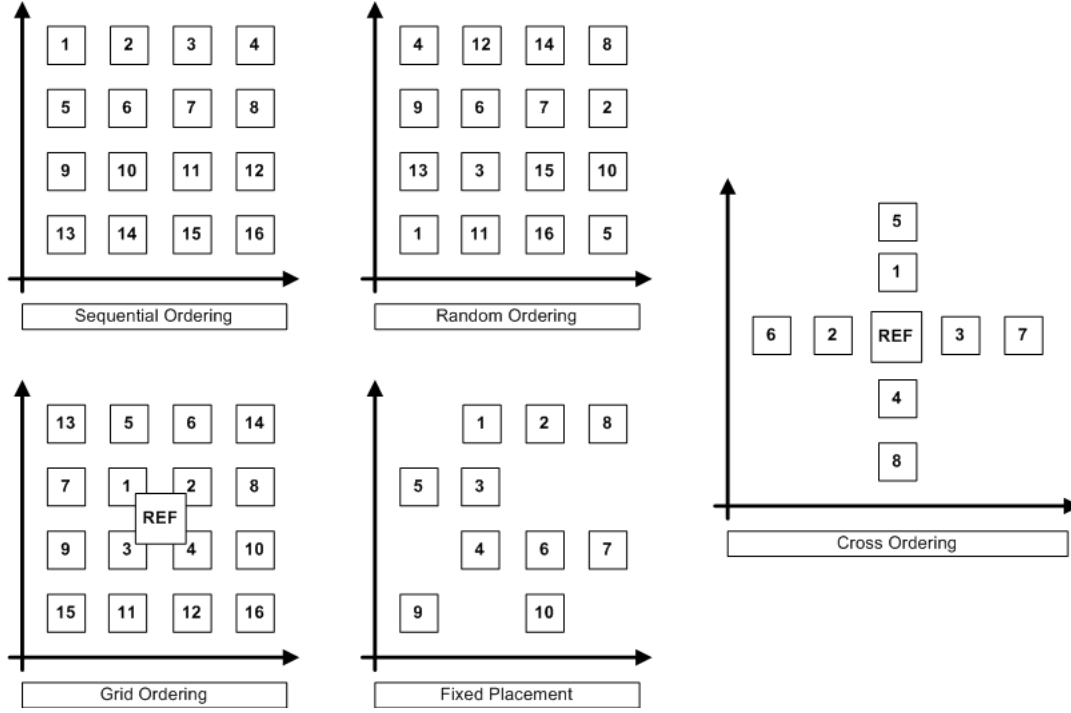 1 2 3 4
5 6 7 8
9 10 11 12
13 14 15 16
Sequential Ordering
4 12 14 8
9 6 7 2
13 3 15 10
1 11 16 5
Random Ordering
13 5 6 14
7 1 2 8
REF
9 3 4 10
15 11 12 16
Grid Ordering
1 2 8
5 3
4 6 7
9 10
Fixed Placement
5
1
6 2 REF 3 7
4
8
Cross Ordering